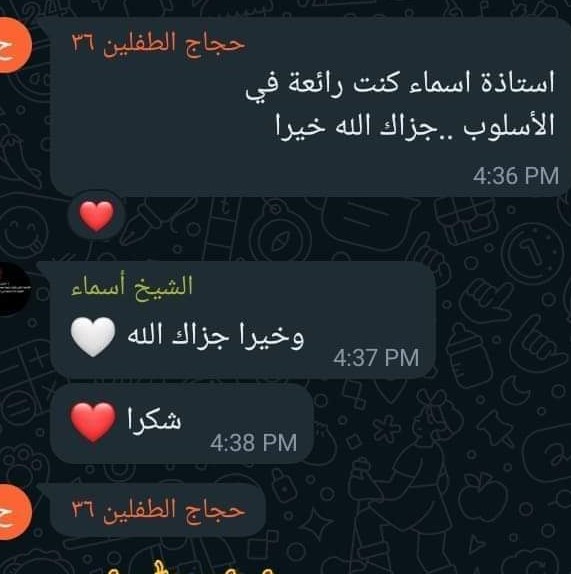 حجاج الطفلين ٣٦
استاذة اسماء كنت رائعة في
الأسلوب ..جزاك الله خيرا
4:36 PM
الشيخ أسماء
وخيرا جزاك الله 🤍
4:37 PM
شكرا ❤️
4:38 PM
حجاج الطفلين ٣٦